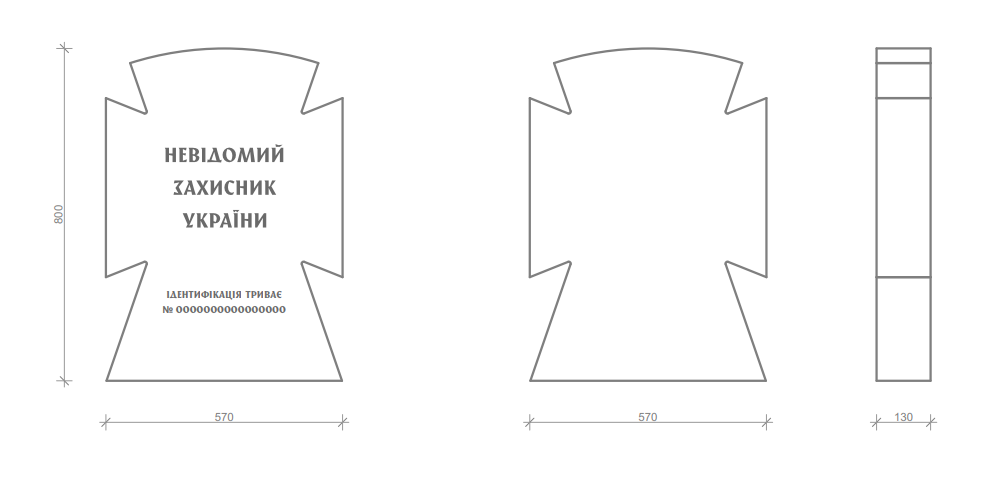 НЕВІДОМИЙ
ЗАХИСНИК
УКРАЇНИ
ІДЕНТИФІКАЦІЯ ТРИВАЄ
№ 0000000000000000
800
570
570
130